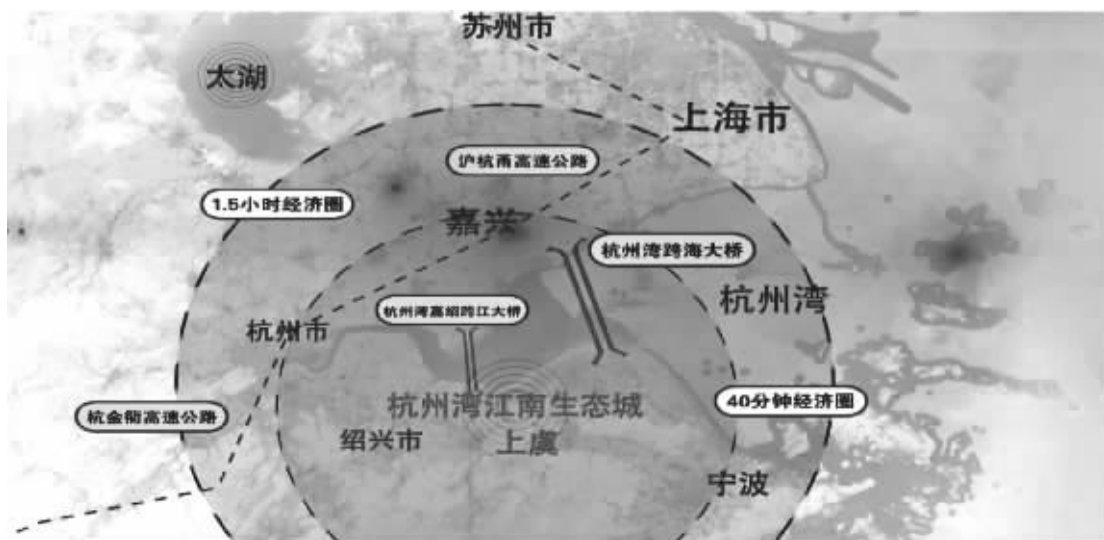 苏州市
太湖
上海市
沪杭甬高速公路
1.5小时经济圈
嘉兴
杭州湾跨海大桥
杭州湾
杭州湾嘉绍跨江大桥
杭州市
杭州湾江南生态城
40分钟经济圈
杭金衢高速公路
绍兴市
上虞
宁波